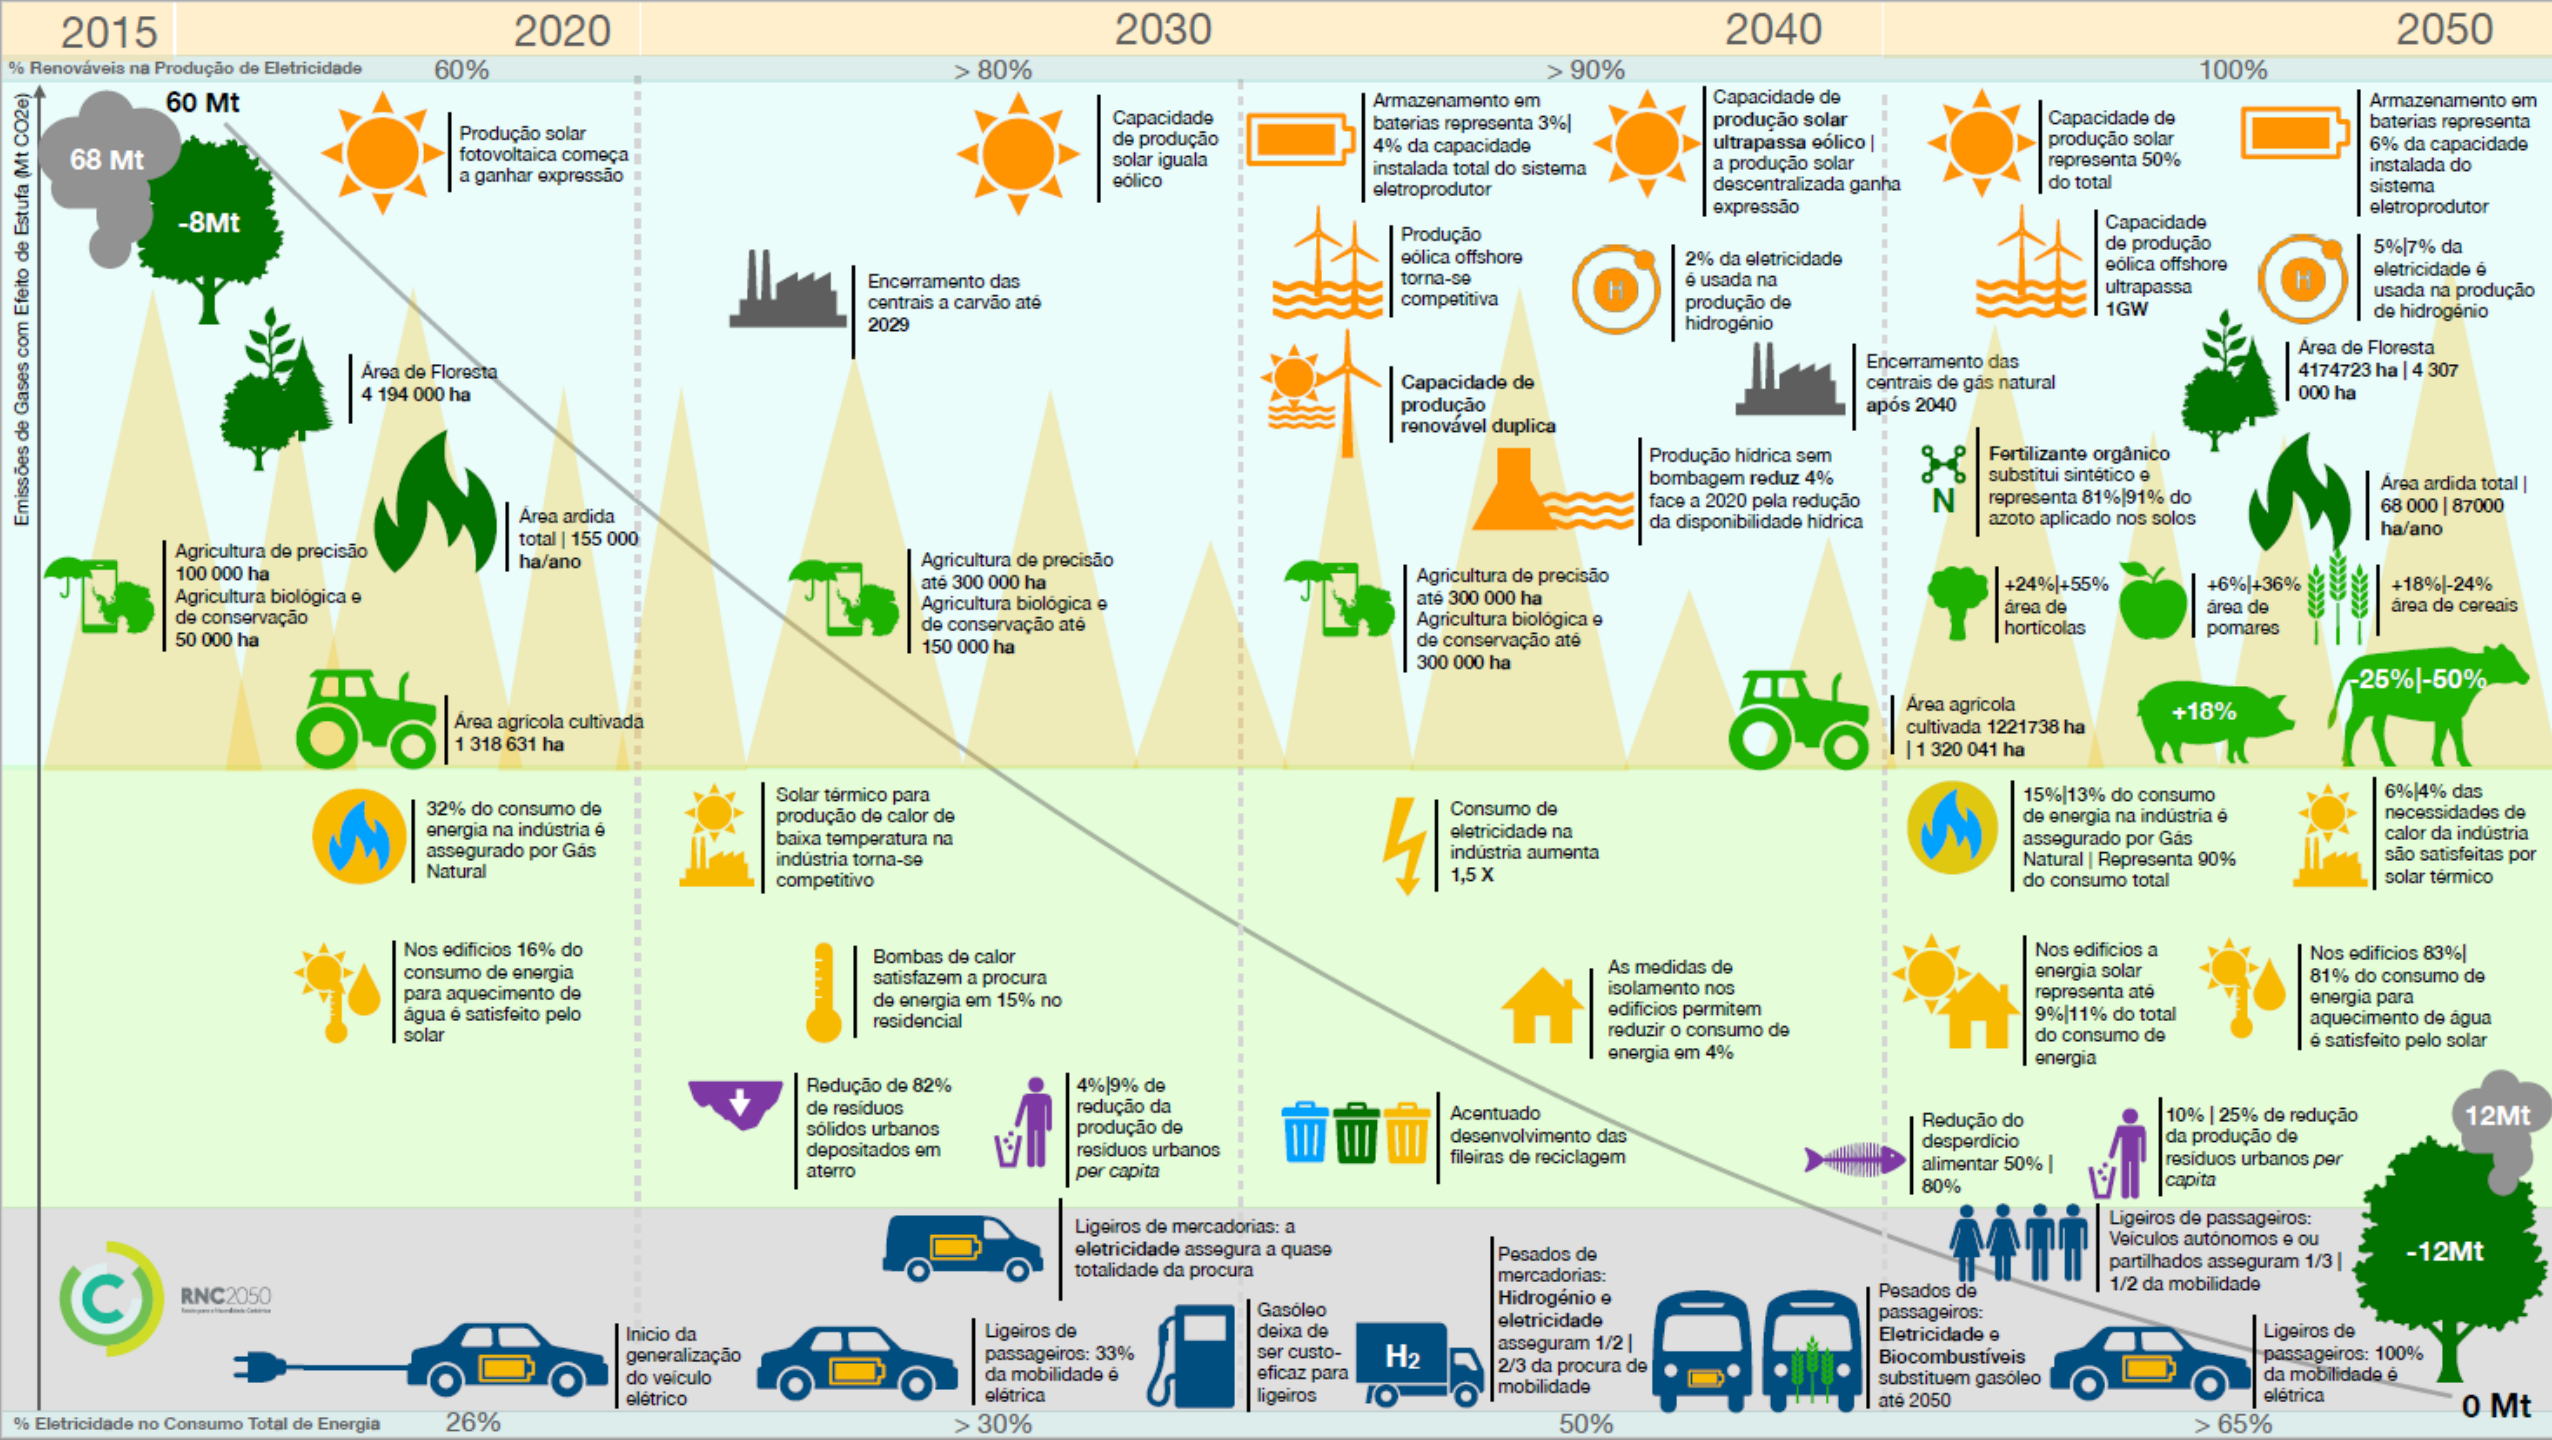 2015
2020
2030
2040
2050
% Renováveis na Produção de Eletricidade
60%
> 80%
> 90%
100%
Emissões de Gases com Efeito de Estufa (Mt CO2e)
60 Mt
68 Mt
-8Mt
Produção solar
fotovoltaica começa
a ganhar expressão
Capacidade
de produção
solar iguala
eólico
Armazenamento em
baterias representa 3%|
4% da capacidade
instalada total do sistema
eletroprodutor
Capacidade de
produção solar
ultrapassa eólico |
a produção solar
descentralizada ganha
expressão
Capacidade de
produção solar
representa 50%
do total
Armazenamento em
baterias representa
6% da capacidade
instalada do
sistema
eletroprodutor
Encerramento das
centrais a carvão até
2029
Produção
eólica offshore
torna-se
competitiva
H
2% da eletricidade
é usada na
produção de
hidrogénio
Capacidade
de produção
eólica offshore
ultrapassa
1GW
H
5%|7% da
eletricidade é
usada na produção
de hidrogénio
Área de Floresta
4 194 000 ha
Capacidade de
produção
renovável duplica
Encerramento das
centrais de gás natural
após 2040
Área de Floresta
4174723 ha | 4 307
000 ha
Área ardida
total | 155 000
ha/ano
Produção hídrica sem
bombagem reduz 4%
face a 2020 pela redução
da disponibilidade hídrica
N
Fertilizante orgânico
substitui sintético e
representa 81%|91% do
azoto aplicado nos solos
Área ardida total |
68 000 | 87000
ha/ano
Agricultura de precisão
100 000 ha
Agricultura biológica e
de conservação
50 000 ha
Agricultura de precisão
até 300 000 ha
Agricultura biológica e
de conservação até
150 000 ha
Agricultura de precisão
até 300 000 ha
Agricultura biológica e
de conservação até
300 000 ha
+24%|+55%
área de
hortícolas
+6%|+36%
área de
pomares
+18%|-24%
área de cereais
Área agrícola cultivada
1 318 631 ha
Área agrícola
cultivada 1221738 ha
| 1 320 041 ha
+18%
-25%|-50%
32% do consumo de
energia na indústria é
assegurado por Gás
Natural
Solar térmico para
produção de calor de
baixa temperatura na
indústria torna-se
competitivo
Consumo de
eletricidade na
indústria aumenta
1,5 X
15%|13% do consumo
de energia na indústria é
assegurado por Gás
Natural | Representa 90%
do consumo total
6%|4% das
necessidades de
calor da indústria
são satisfeitas por
solar térmico
Nos edifícios 16% do
consumo de energia
para aquecimento de
água é satisfeito pelo
solar
Bombas de calor
satisfazem a procura
de energia em 15% no
residencial
As medidas de
isolamento nos
edifícios permitem
reduzir o consumo de
energia em 4%
Nos edifícios a
energia solar
representa até
9%|11% do total
do consumo de
energia
Nos edifícios 83%|
81% do consumo de
energia para
aquecimento de água
é satisfeito pelo solar
Redução de 82%
de resíduos
sólidos urbanos
depositados em
aterro
4%|9% de
redução da
produção de
resíduos urbanos
per capita
Acentuado
desenvolvimento das
fileiras de reciclagem
Redução do
desperdício
alimentar 50% |
80%
10% | 25% de redução
da produção de
resíduos urbanos per
capita
12Mt
-12Mt
Ligeiros de mercadorias: a
eletricidade assegura a quase
totalidade da procura
Ligeiros de passageiros:
Veículos autónomos e ou
partilhados asseguram 1/3 |
1/2 da mobilidade
C
RNC2050
Inicio da
generalização
do veículo
elétrico
Ligeiros de
passageiros: 33%
da mobilidade é
elétrica
Gasóleo
deixa de
ser custo-
eficaz para
ligeiros
H2
Pesados de
mercadorias:
Hidrogénio e
eletricidade
asseguram 1/2 |
2/3 da procura de
mobilidade
Pesados de
passageiros:
Eletricidade e
Biocombustíveis
substituem gasóleo
até 2050
Ligeiros de
passageiros: 100%
da mobilidade é
elétrica
0 Mt
% Eletricidade no Consumo Total de Energia
26%
> 30%
50%
> 65%